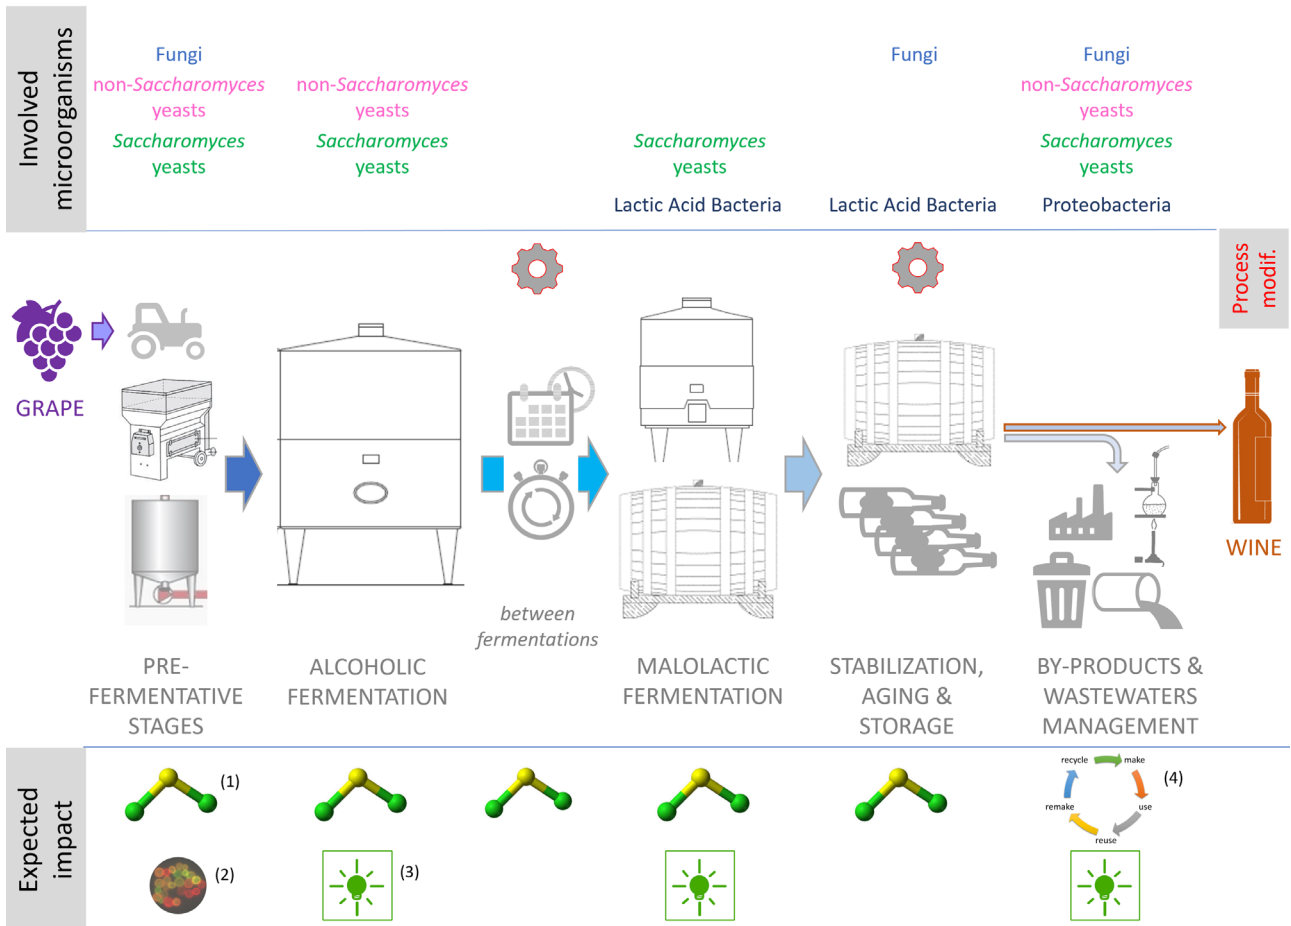 Involved
microorganisms
Fungi
non-Saccharomyces
yeasts
Saccharomyces
yeasts
non-Saccharomyces
yeasts
Saccharomyces
yeasts
Saccharomyces
yeasts
Lactic Acid Bacteria
Fungi
Lactic Acid Bacteria
Fungi
non-Saccharomyces
yeasts
Saccharomyces
yeasts
Proteobacteria
Process
modif.
GRAPE
WINE
between
fermentations
PRE-
FERMENTATIVE
STAGES
ALCOHOLIC
FERMENTATION
MALOLACTIC
FERMENTATION
STABILIZATION,
AGING &
STORAGE
BY-PRODUCTS &
WASTEWATERS
MANAGEMENT
Expected
impact
(1)
(2)
(3)
recycle
make
(4)
remake
use
reuse